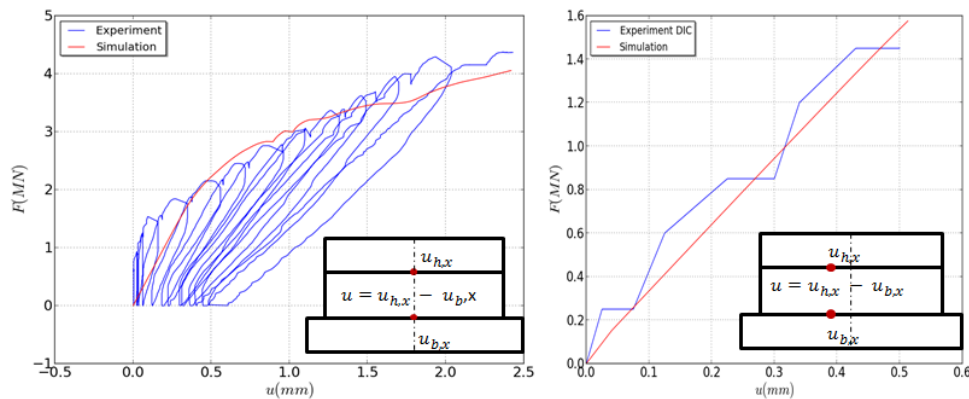 Experiment
Simulation
F(MN)
5
4
3
2
1
0
−1
−0.5
0.0
0.5
1.0
1.5
2.0
2.5
u(mm)
u_{h,x}
u = u_{h,x} − u_{b,}x
u_{b,x}
Experiment DIC
Simulation
F(MN)
1.6
1.4
1.2
1.0
0.8
0.6
0.4
0.2
0.0
0.0
0.1
0.2
0.3
0.4
0.5
0.6
u(mm)
u_{h,x}
u = u_{h,x} − u_{b,x}
u_{b,x}